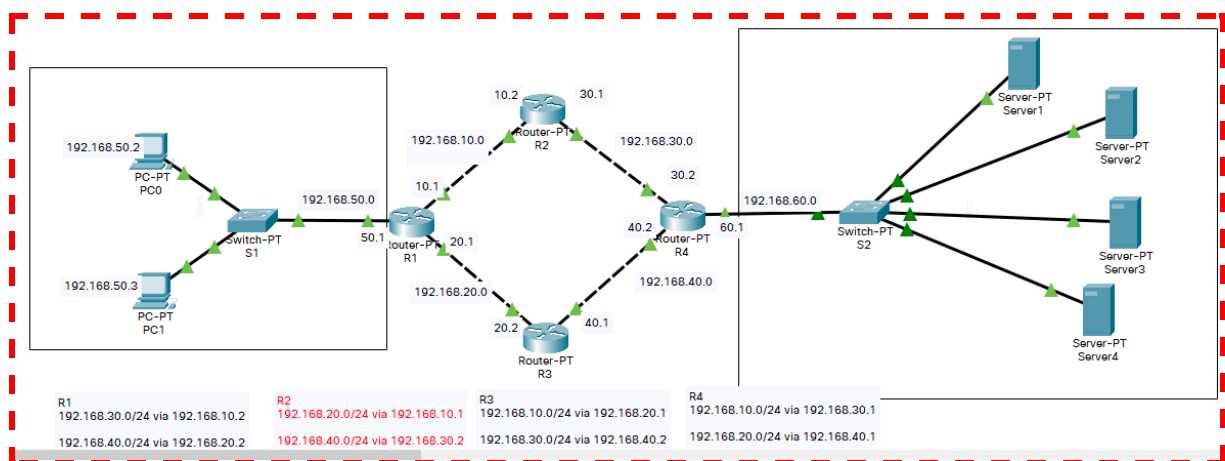 10.2
30.1
Server-PT
Server1
192.168.50.2
192.168.10.0
Router-PT
R2
192.168.30.0
Server-PT
Server2
PC-PT
PC0
30.2
10.1
192.168.50.0
192.168.60.0
Switch-PT
S1
50.1
Router-PT
R1
20.1
40.2
Router-PT
R4
60.1
Switch-PT
S2
Server-PT
Server3
192.168.50.3
192.168.20.0
192.168.40.0
PC-PT
PC1
20.2
40.1
Router-PT
R3
Server-PT
Server4
R1
192.168.30.0/24 via 192.168.10.2
192.168.40.0/24 via 192.168.20.2
R2
192.168.20.0/24 via 192.168.10.1
192.168.40.0/24 via 192.168.30.2
R3
192.168.10.0/24 via 192.168.20.1
192.168.30.0/24 via 192.168.40.2
R4
192.168.10.0/24 via 192.168.30.1
192.168.20.0/24 via 192.168.40.1